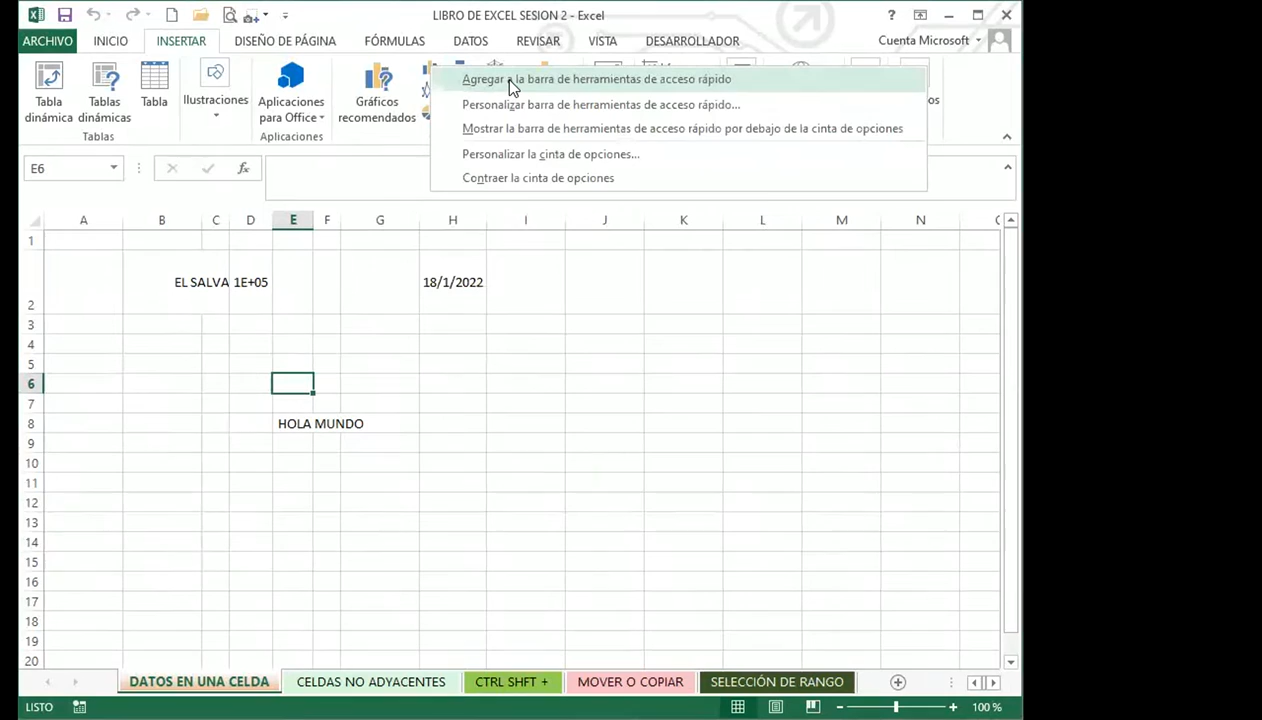 LIBRO DE EXCEL SESION 2 - Excel
?
ARCHIVO INICIO INSERTAR DISEÑO DE PÁGINA FÓRMULAS DATOS REVISAR VISTA DESARROLLADOR Cuenta Microsoft
Tabla dinámica
Tablas dinámicas
Tabla
Ilustraciones
Aplicaciones para Office
Gráficos recomendados
Tablas
Aplicaciones
os
Agregar a la barra de herramientas de acceso rápido
Personalizar barra de herramientas de acceso rápido...
Mostrar la barra de herramientas de acceso rápido por debajo de la cinta de opciones
Personalizar la cinta de opciones...
Contraer la cinta de opciones
E6 fx
A B C D E F G H I J K L M N
1
EL SALVA 1E+05 18/1/2022
2
3
4
5
6
7
8 HOLA MUNDO
9
10
11
12
13
14
15
16
17
18
19
20
DATOS EN UNA CELDA CELDAS NO ADYACENTES CTRL SHFT + MOVER O COPIAR SELECCIÓN DE RANGO
LISTO 100 %